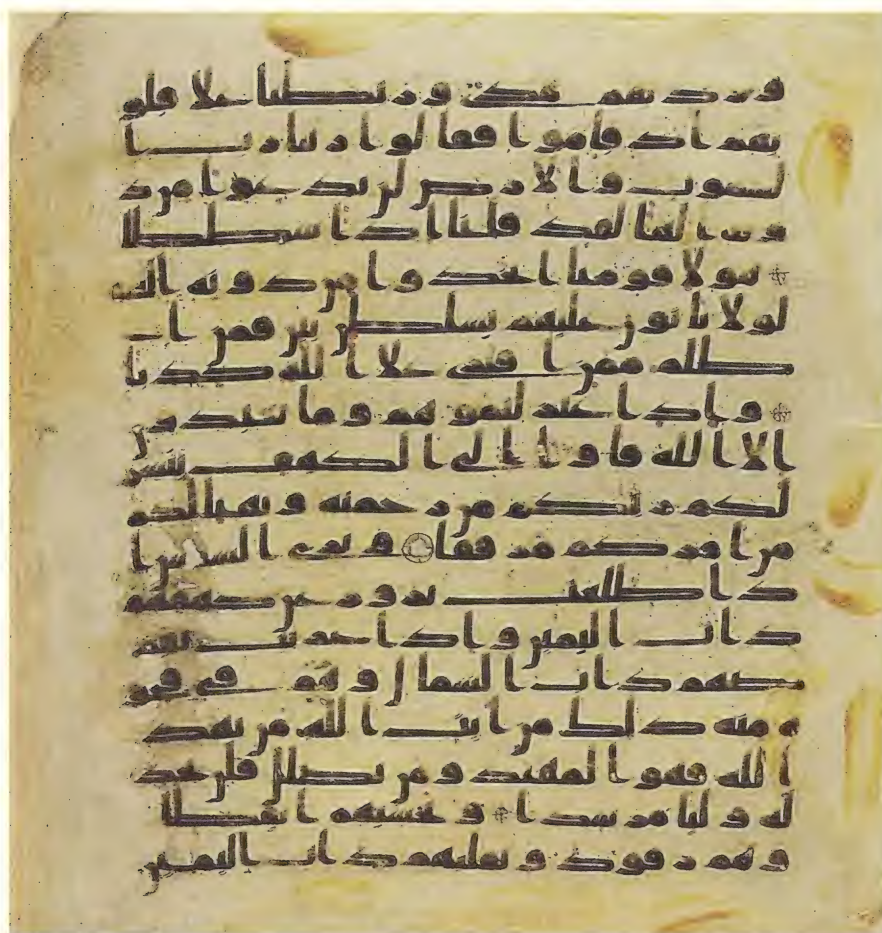 وزدنهم هدى وربطنا على قلو
بهم اذ قاموا فقالوا ربنا رب ا
لسموت والارض لن ندعوا من د
ونه الها لقد قلنا اذا شططا
هولا قومنا اتخذوا من دونه الهه
لولا ياتون عليهم بسلطن بين فمن ا
ظلم ممن افترى على الله كذبا
واذ اعتزلتموهم وما يعبدون
الا الله فاوا الى الكهف ينشر
لكم ربكم من رحمته ويهيا لكم
من امركم مرفقا وترى الشمس ا
ذا طلعت تزور عن كهفهم
ذات اليمين واذا غربت تقر
ضهم ذات الشمال وهم في فجو
ه منه ذلك من ايت الله من يهد
الله فهو المهتد ومن يضلل فلن تجد
له وليا مرشدا وتحسبهم ايقاظا
وهم رقود ونقلبهم ذات اليمين